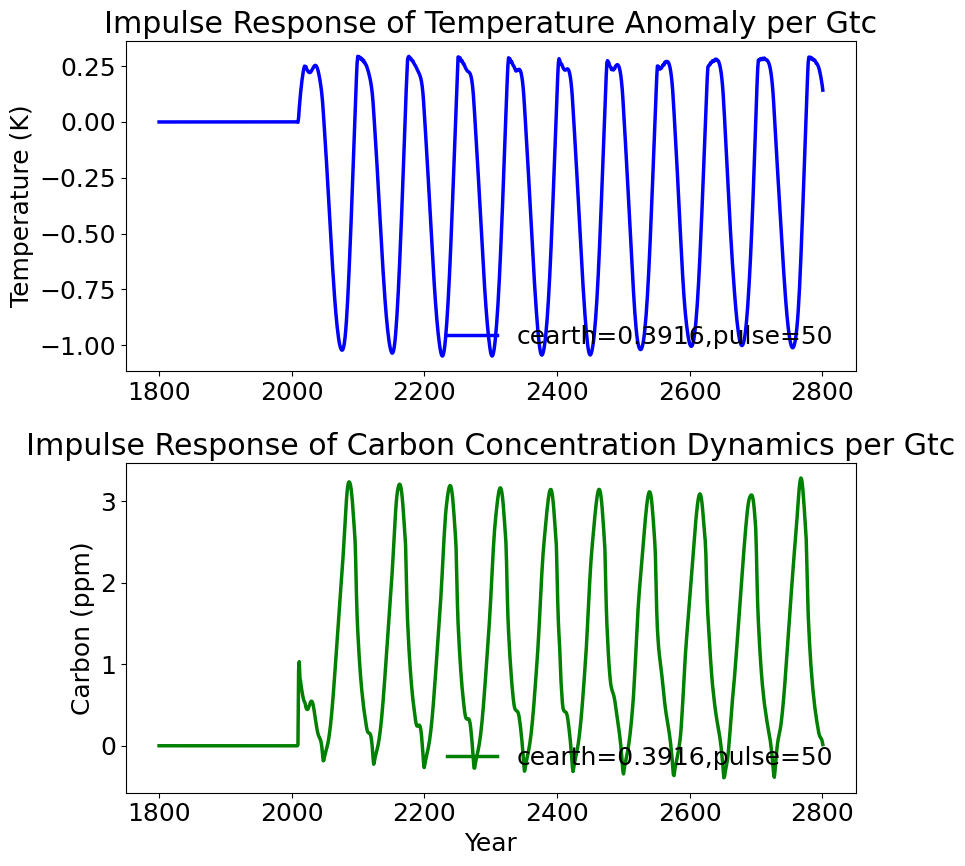 Impulse Response of Temperature Anomaly per Gtc
Temperature (K)
0.25
0.00
−0.25
−0.50
−0.75
−1.00
cearth=0.3916,pulse=50
1800 2000 2200 2400 2600 2800
Impulse Response of Carbon Concentration Dynamics per Gtc
Carbon (ppm)
3
2
1
0
cearth=0.3916,pulse=50
1800 2000 2200 2400 2600 2800
Year